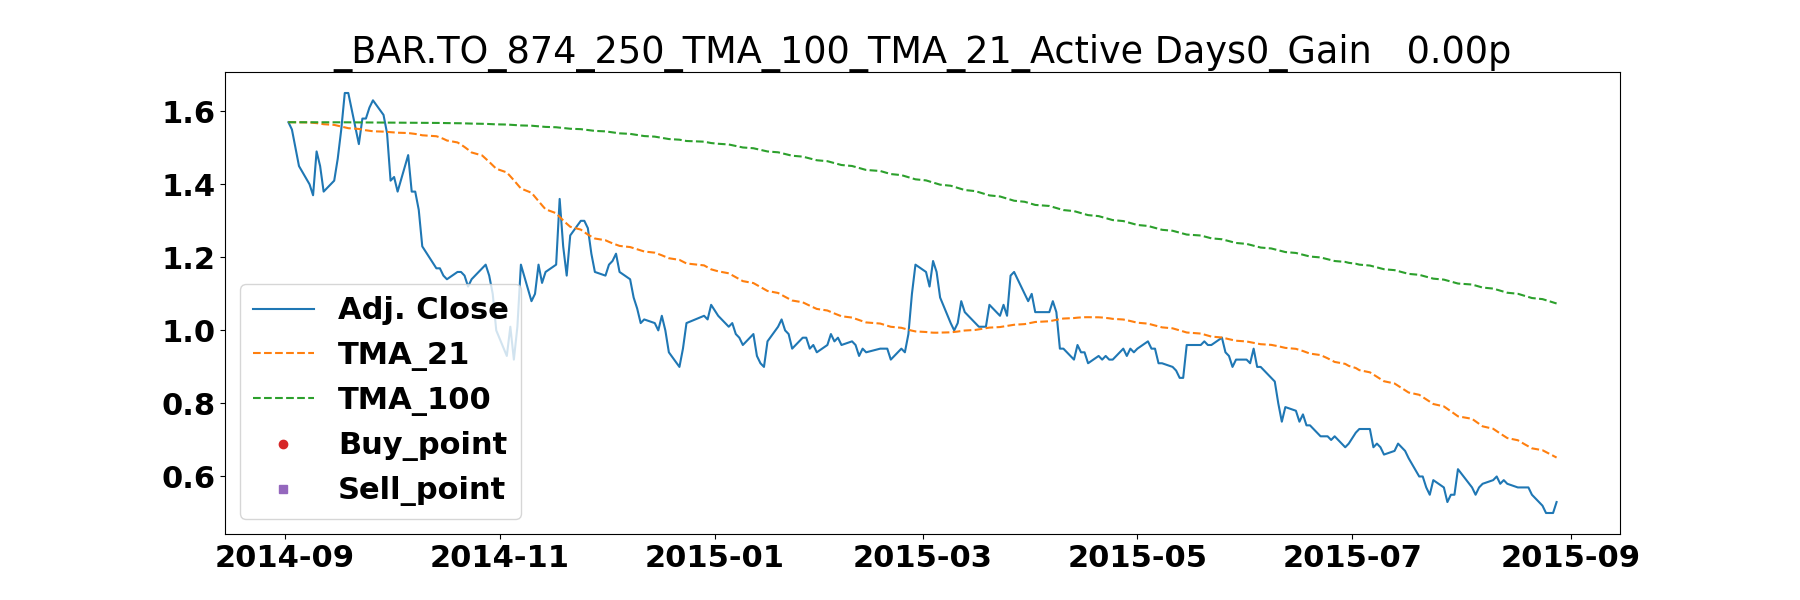 _BAR.TO_874_250_TMA_100_TMA_21_Active Days0_Gain   0.00p
1.6
1.4
1.2
1.0
0.8
0.6
Adj. Close
TMA_21
TMA_100
Buy_point
Sell_point
2014-09 2014-11 2015-01 2015-03 2015-05 2015-07 2015-09